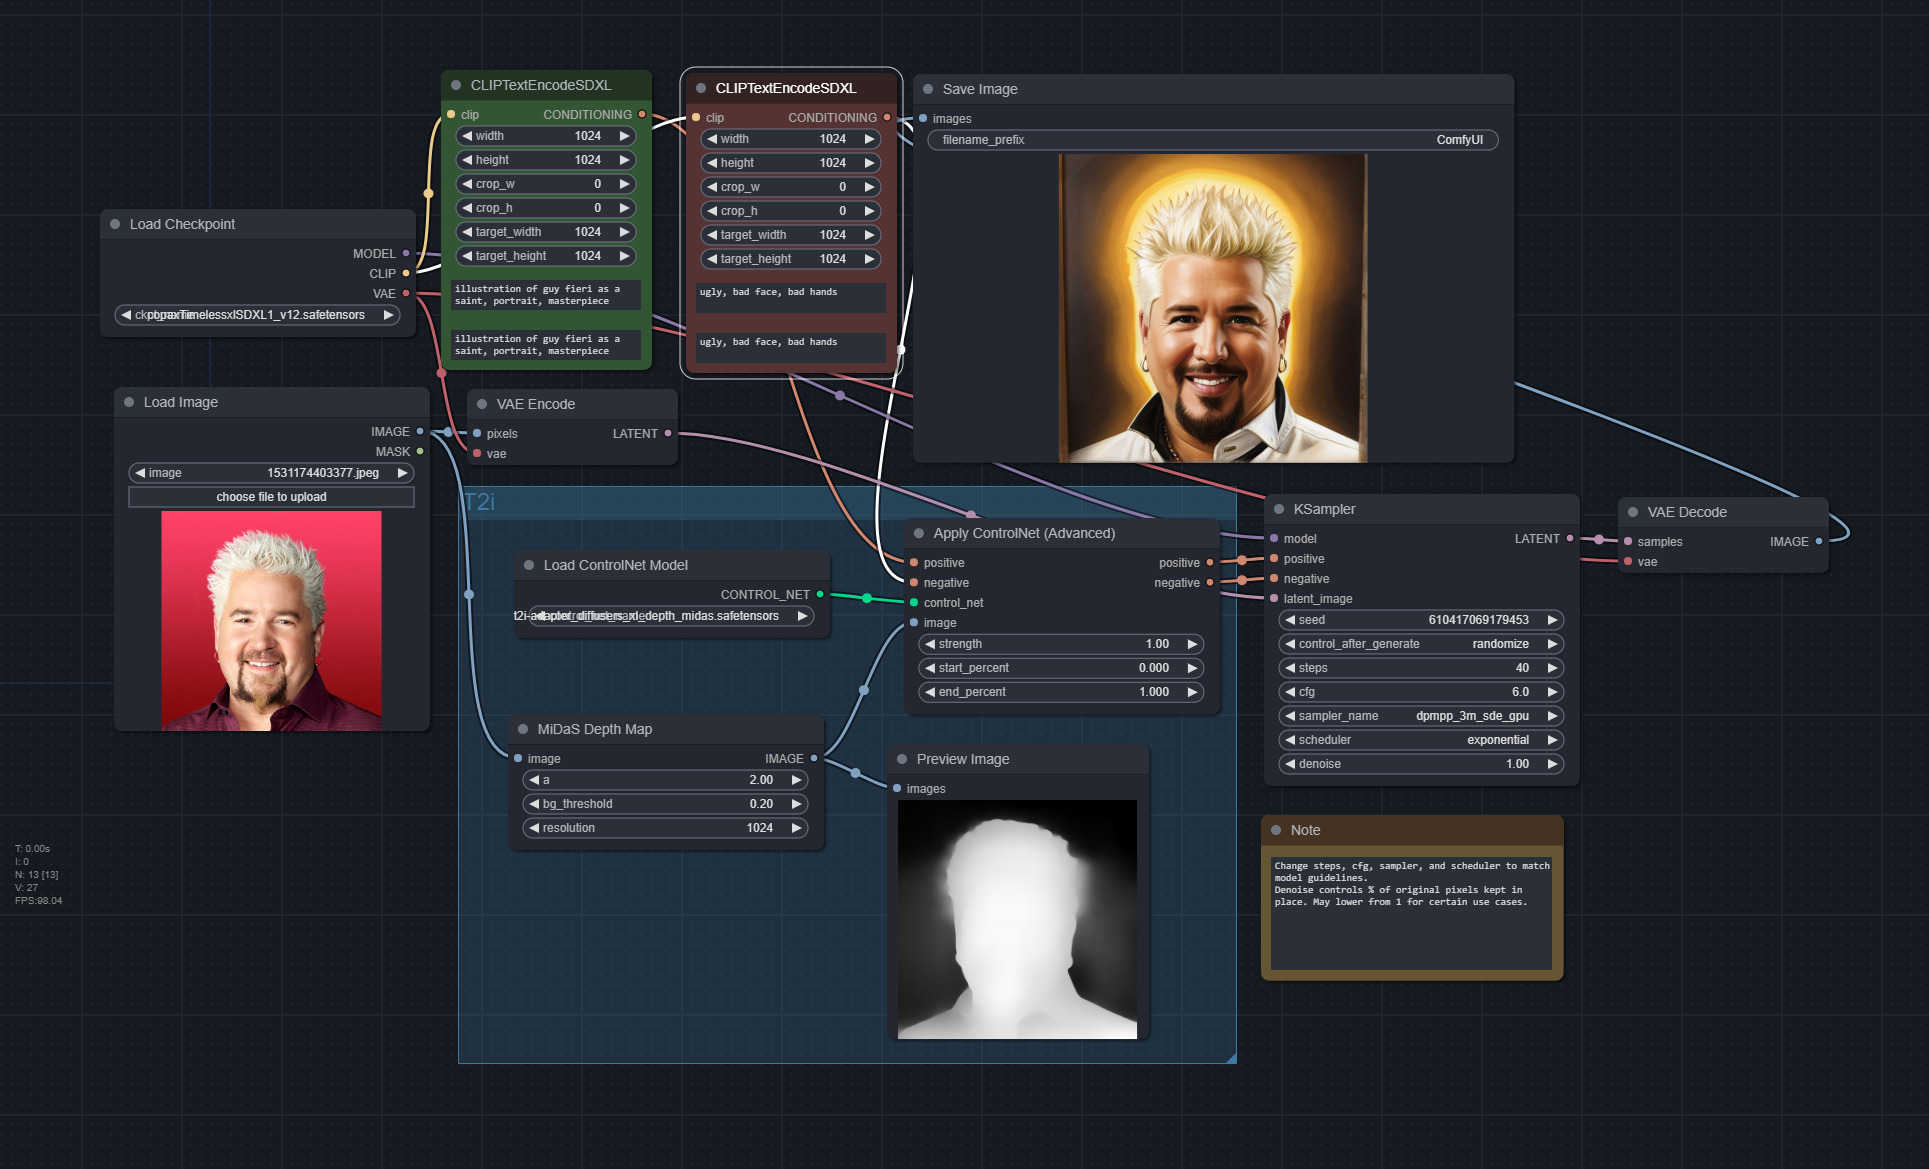 CLIPTextEncodeSDXL
clip CONDITIONING
width 1024
height 1024
crop_w 0
crop_h 0
target_width 1024
target_height 1024
illustration of guy fieri as a
saint, portrait, masterpiece
illustration of guy fieri as a
saint, portrait, masterpiece
CLIPTextEncodeSDXL
clip CONDITIONING
width 1024
height 1024
crop_w 0
crop_h 0
target_width 1024
target_height 1024
ugly, bad face, bad hands
ugly, bad face, bad hands
Save Image
images
filename_prefix ComfyUI
Load Checkpoint
MODEL
CLIP
VAE
Load Image
IMAGE
MASK
image 1531174403377.jpeg
choose file to upload
VAE Encode
pixels LATENT
vae
T2i
Load ControlNet Model
CONTROL_NET
Apply ControlNet (Advanced)
positive positive
negative negative
control_net
image
strength 1.00
start_percent 0.000
end_percent 1.000
MiDaS Depth Map
image IMAGE
a 2.00
bg_threshold 0.20
resolution 1024
Preview Image
images
KSampler
model LATENT
positive
negative
latent_image
seed 610417069179453
control_after_generate randomize
steps 40
cfg 6.0
sampler_name dpmpp_3m_sde_gpu
scheduler exponential
denoise 1.00
VAE Decode
samples IMAGE
vae
Note
Change steps, cfg, sampler, and scheduler to match
model guidelines.
Denoise controls % of original pixels kept in
place. May lower from 1 for certain use cases.
T: 0.00s
I: 0
N: 13 [13]
V: 27
FPS:98.04